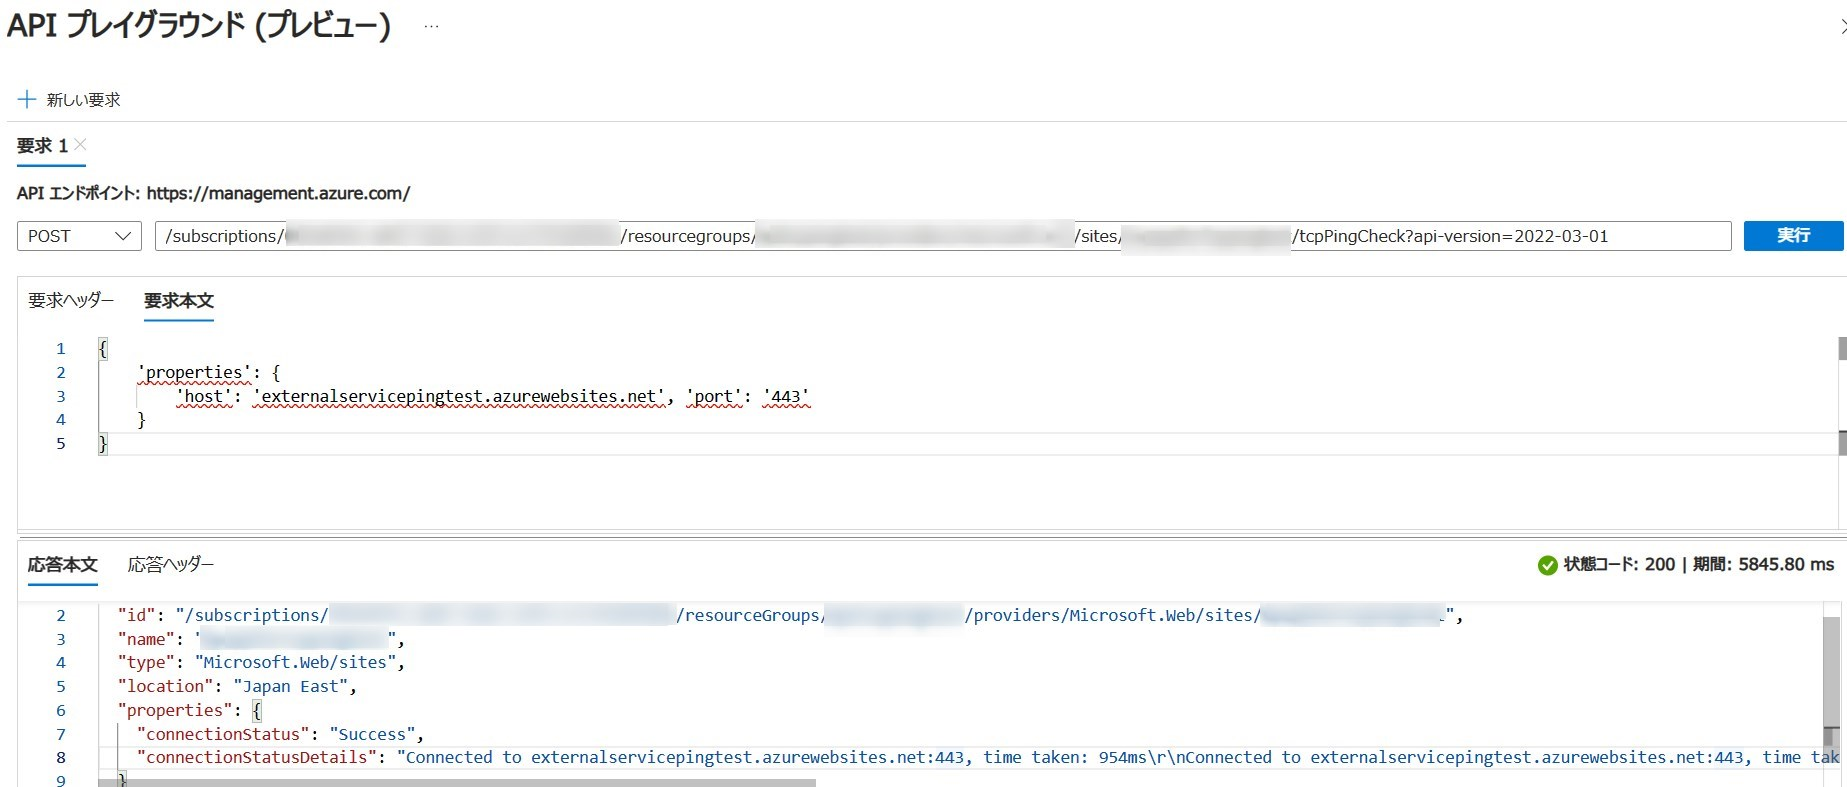 API プレイグラウンド (プレビュー) ...
新しい要求
要求 1
API エンドポイント: https://management.azure.com/
POST /subscriptions/ /resourcegroups/ /sites/ /tcpPingCheck?api-version=2022-03-01 実行
要求ヘッダー 要求本文
1 {
2 'properties': {
3 'host': 'externalservicepingtest.azurewebsites.net', 'port': '443'
4 }
5 }
応答本文 応答ヘッダー 状態コード: 200 | 期間: 5845.80 ms
2 "id": "/subscriptions/ /resourceGroups/ /providers/Microsoft.Web/sites/ ",
3 "name": " ",
4 "type": "Microsoft.Web/sites",
5 "location": "Japan East",
6 "properties": {
7 "connectionStatus": "Success",
8 "connectionStatusDetails": "Connected to externalservicepingtest.azurewebsites.net:443, time taken: 954ms\r\nConnected to externalservicepingtest.azurewebsites.net:443, time tak
9 }